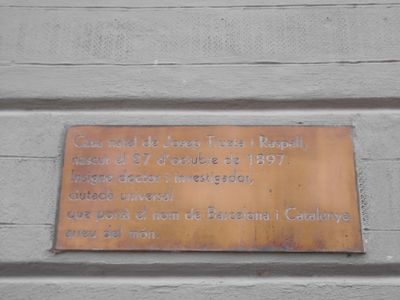 Casa natal de Josep Trueta i Raspall,
nascut el 27 d'octubre de 1897.
Insigne doctor i investigador,
ciutadà universal
que portà el nom de Barcelona i Catalunya
arreu del món.